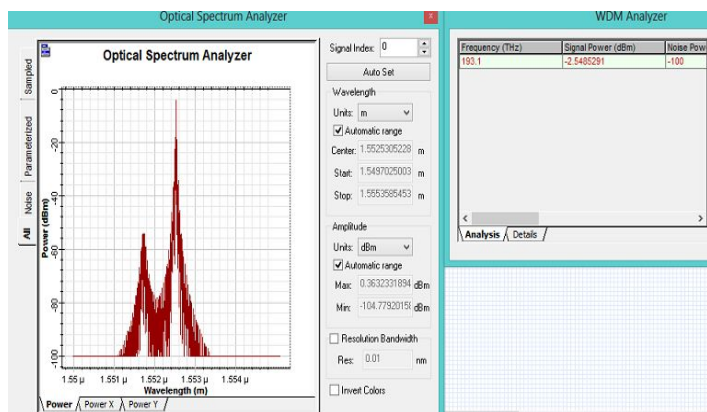 Optical Spectrum Analyzer
x
Optical Spectrum Analyzer
Sampled
Parameterized
Noise
All
Power (dBm)
0
-20
-40
-60
-80
-100
1.55 µ
1.551 µ
1.552 µ
1.553 µ
1.554 µ
Wavelength (m)
Power
Power X
Power Y
Signal Index: 0
Auto Set
Wavelength
Units: m
Automatic range
Center: 1.5525305228 m
Start: 1.5497025003 m
Stop: 1.5553585453 m
Amplitude
Units: dBm
Automatic range
Max: 0.3632331894 dBm
Min: -104.7792015 dBm
Resolution Bandwidth
Res: 0.01 nm
Invert Colors
WDM Analyzer
Frequency (THz) Signal Power (dBm) Noise Pow
193.1 -2.5485291 -100
Analysis
Details